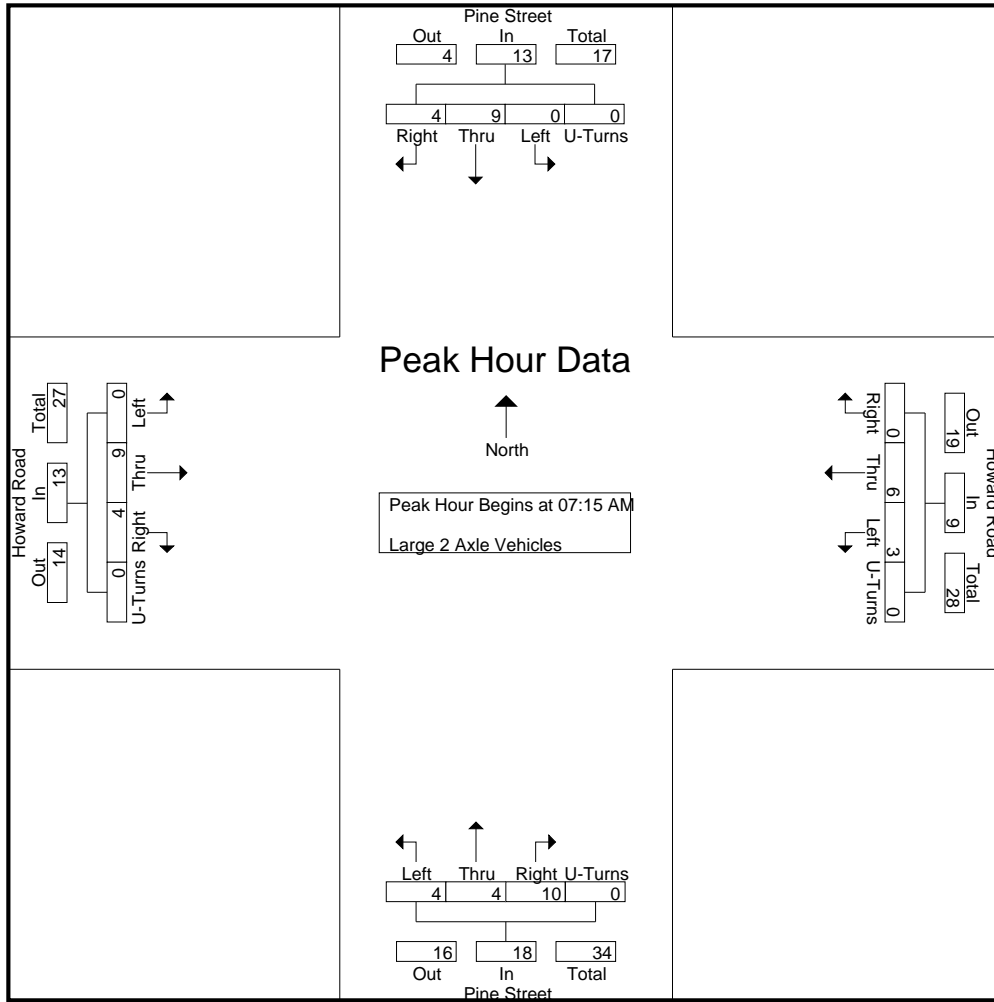 Pine Street
Out In Total
4 13 17
4 9 0 0
Right Thru Left U-Turns
Peak Hour Data
North
Peak Hour Begins at 07:15 AM
Large 2 Axle Vehicles
Howard Road
Total In Out
27 13 14
0 9 4 0
Left Thru Right U-Turns
Howard Road
Out In Total
19 9 28
0 6 3 0
Right Thru Left U-Turns
Left Thru Right U-Turns
4 4 10 0
16 18 34
Out In Total
Pine Street